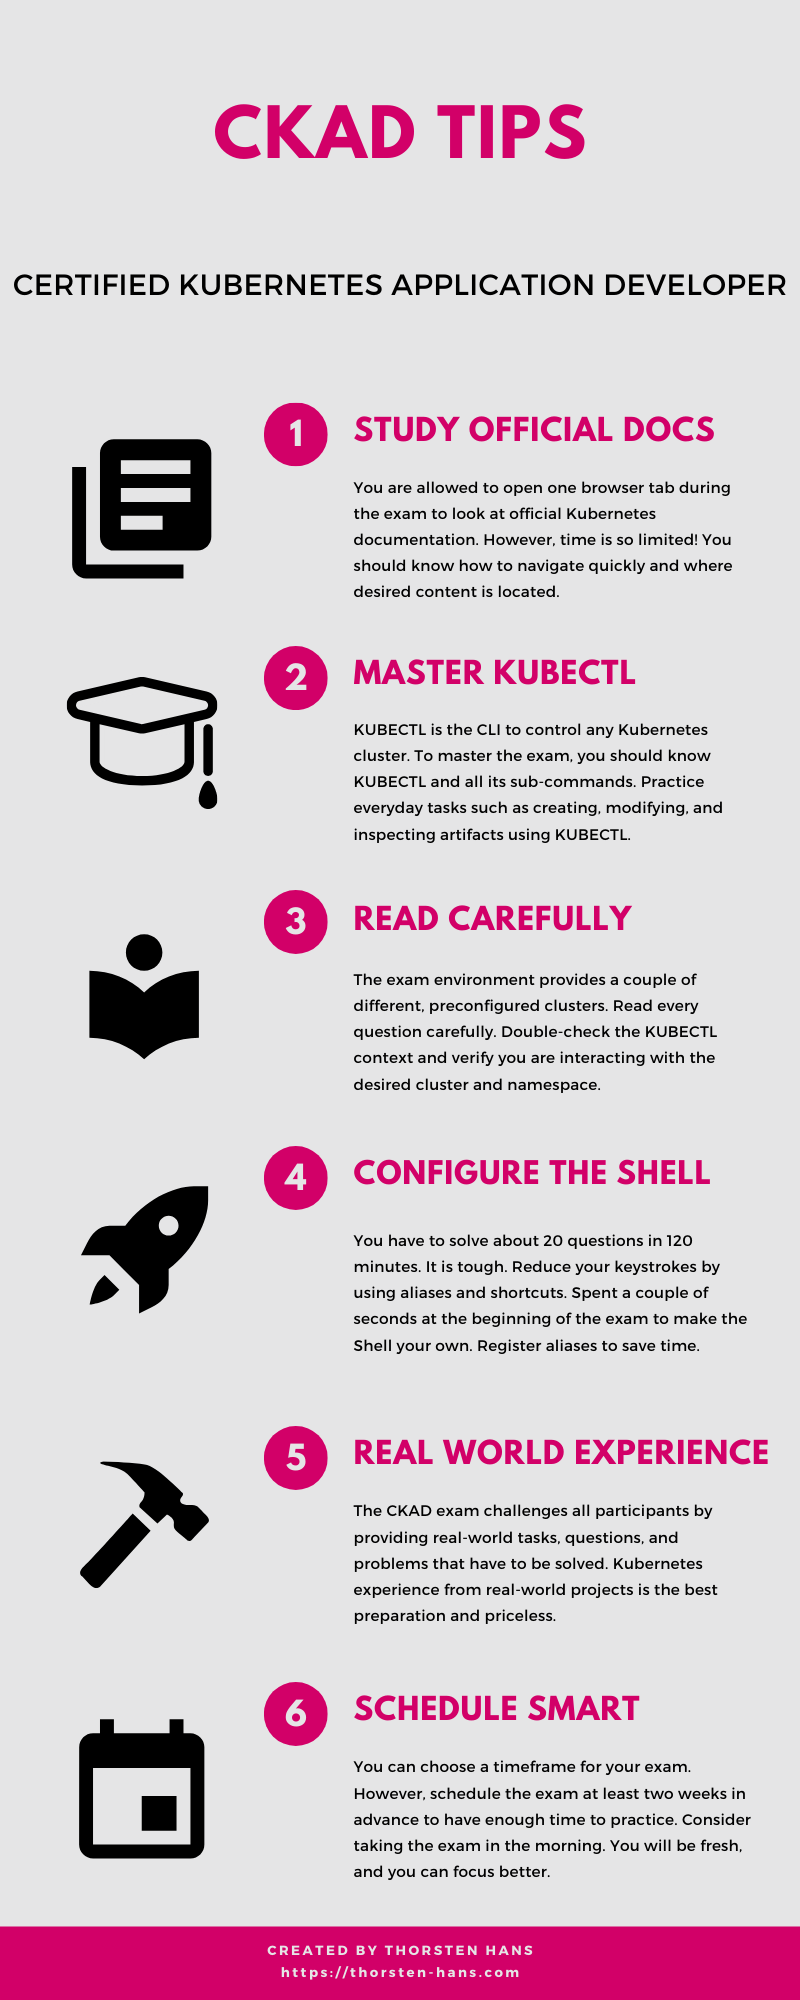 CKAD TIPS
CERTIFIED KUBERNETES APPLICATION DEVELOPER
1
STUDY OFFICIAL DOCS
You are allowed to open one browser tab during
the exam to look at official Kubernetes
documentation. However, time is so limited! You
should know how to navigate quickly and where
desired content is located.
2
MASTER KUBECTL
KUBECTL is the CLI to control any Kubernetes
cluster. To master the exam, you should know
KUBECTL and all its sub-commands. Practice
everyday tasks such as creating, modifying, and
inspecting artifacts using KUBECTL.
3
READ CAREFULLY
The exam environment provides a couple of
different, preconfigured clusters. Read every
question carefully. Double-check the KUBECTL
context and verify you are interacting with the
desired cluster and namespace.
4
CONFIGURE THE SHELL
You have to solve about 20 questions in 120
minutes. It is tough. Reduce your keystrokes by
using aliases and shortcuts. Spent a couple of
seconds at the beginning of the exam to make the
Shell your own. Register aliases to save time.
5
REAL WORLD EXPERIENCE
The CKAD exam challenges all participants by
providing real-world tasks, questions, and
problems that have to be solved. Kubernetes
experience from real-world projects is the best
preparation and priceless.
6
SCHEDULE SMART
You can choose a timeframe for your exam.
However, schedule the exam at least two weeks in
advance to have enough time to practice. Consider
taking the exam in the morning. You will be fresh,
and you can focus better.
CREATED BY THORSTEN HANS
https://thorsten-hans.com